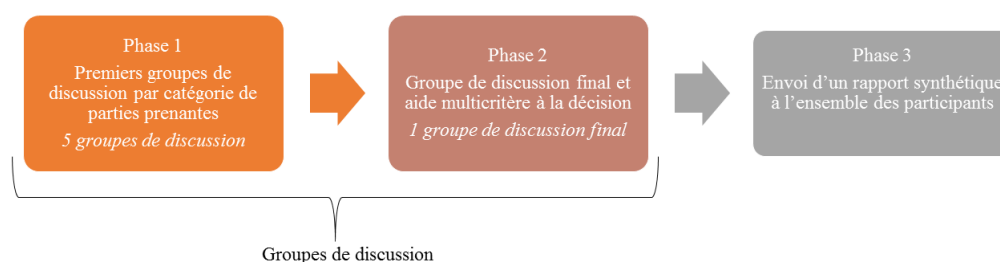 Phase 1
Premiers groupes de
discussion par catégorie de
parties prenantes
5 groupes de discussion
Phase 2
Groupe de discussion final et
aide multicritère à la décision
1 groupe de discussion final
Phase 3
Envoi d’un rapport synthétique
à l’ensemble des participants
Groupes de discussion